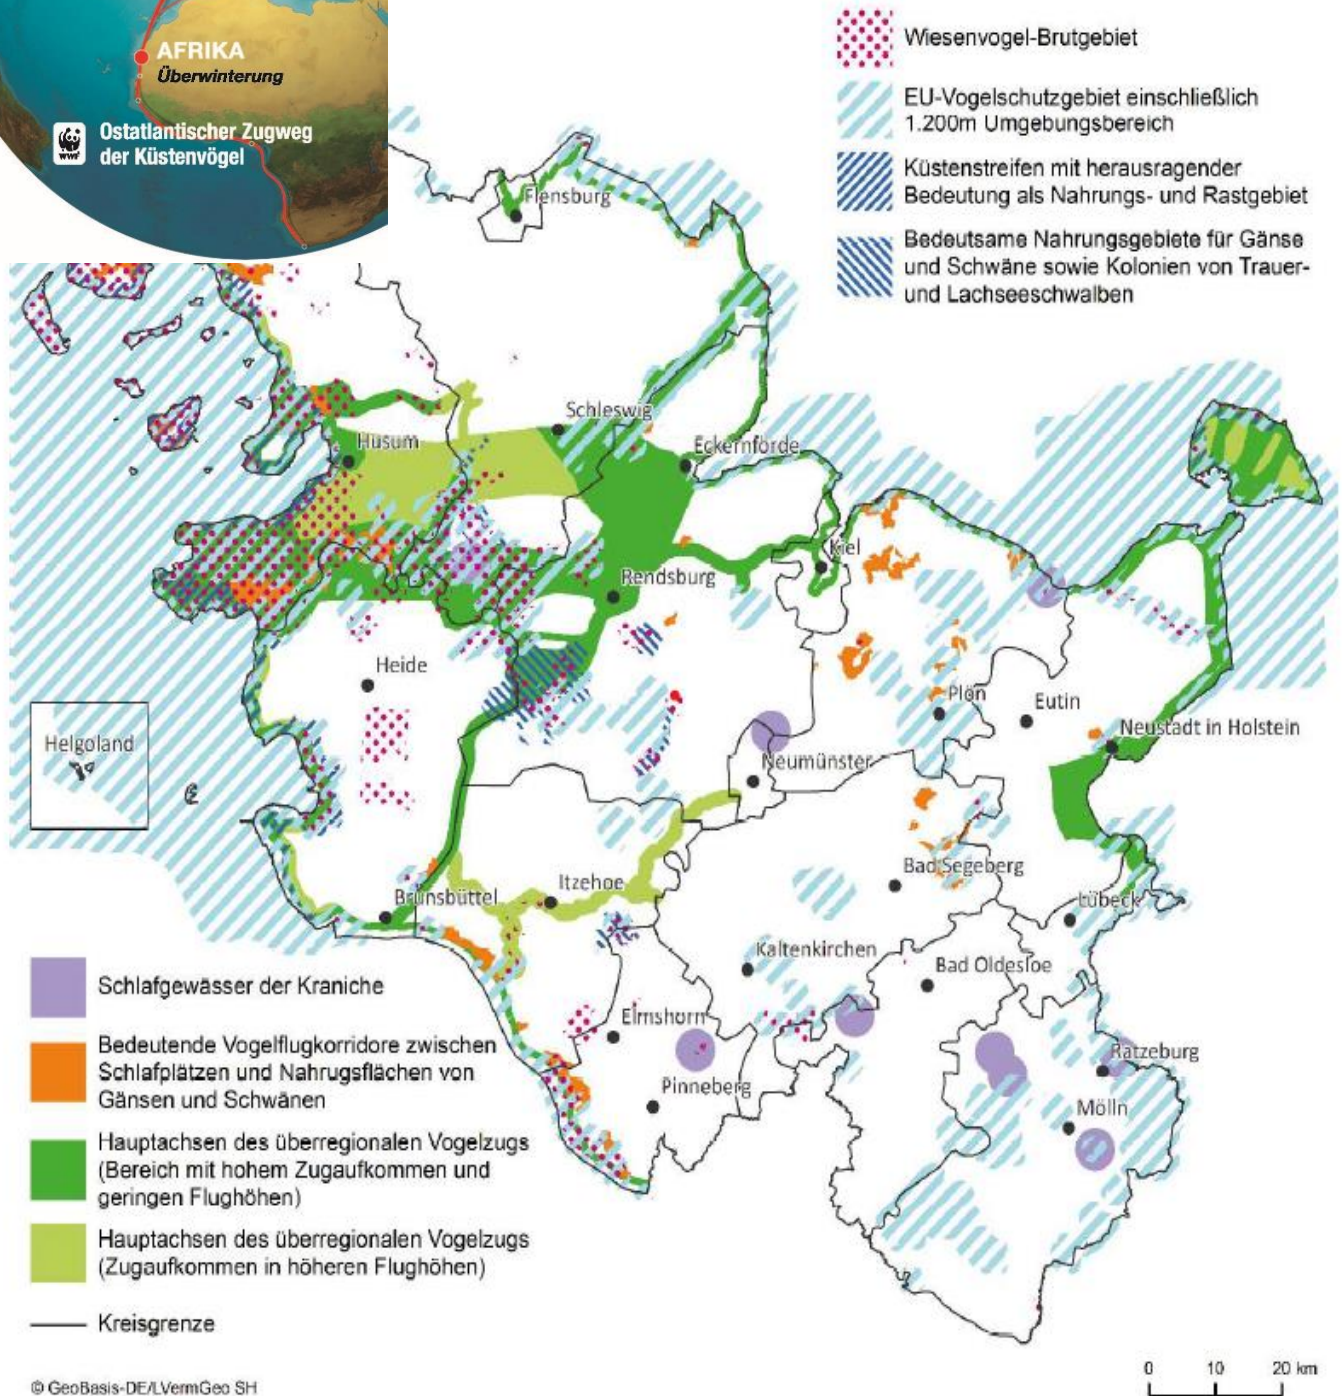 AFRIKA
Überwinterung
WWF
Ostatlantischer Zugweg
der Küstenvögel
Wiesenvogel-Brutgebiet
EU-Vogelschutzgebiet einschließlich
1.200m Umgebungsbereich
Küstenstreifen mit herausragender
Bedeutung als Nahrungs- und Rastgebiet
Bedeutsame Nahrungsgebiete für Gänse
und Schwäne sowie Kolonien von Trauer-
und Lachseeschwalben
Flensburg
Schleswig
Husum
Eckernförde
Kiel
Rendsburg
Heide
Plön
Eutin
Neustadt in Holstein
Helgoland
Neumünster
Bad Segeberg
Itzehoe
Brunsbüttel
Lübeck
Kaltenkirchen
Bad Oldesloe
Elmshorn
Ratzeburg
Pinneberg
Mölln
Schlafgewässer der Kraniche
Bedeutende Vogelflugkorridore zwischen
Schlafplätzen und Nahrugsflächen von
Gänsen und Schwänen
Hauptachsen des überregionalen Vogelzugs
(Bereich mit hohem Zugaufkommen und
geringen Flughöhen)
Hauptachsen des überregionalen Vogelzugs
(Zugaufkommen in höheren Flughöhen)
Kreisgrenze
0 10 20 km
© GeoBasis-DE/LVermGeo SH